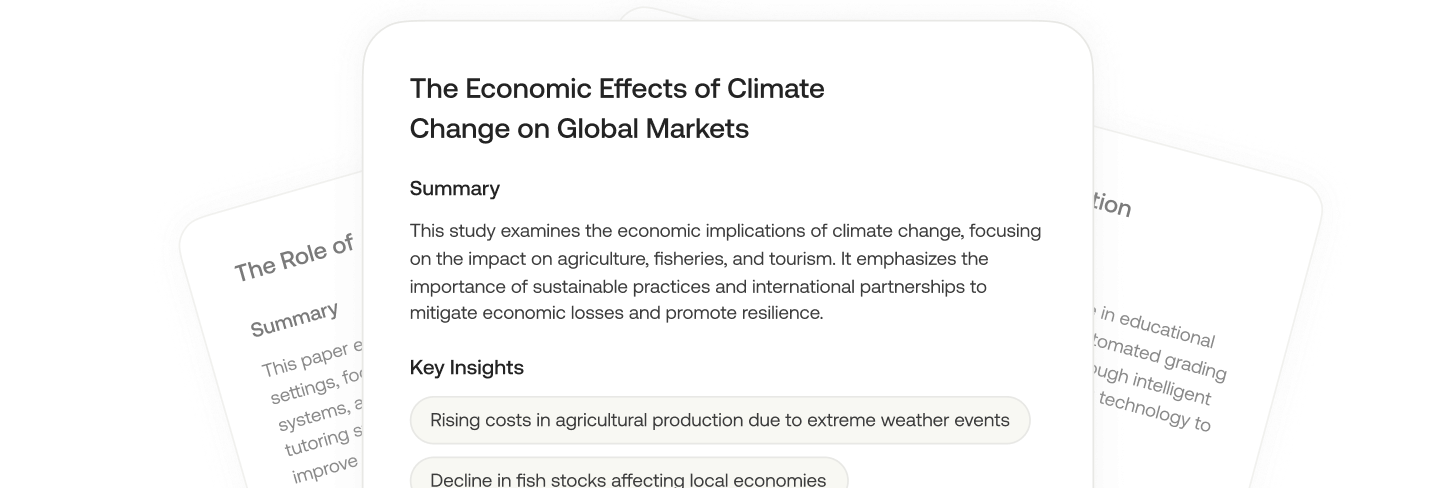 The Economic Effects of Climate
Change on Global Markets
Summary
This study examines the economic implications of climate change, focusing
on the impact on agriculture, fisheries, and tourism. It emphasizes the
importance of sustainable practices and international partnerships to
mitigate economic losses and promote resilience.
Key Insights
Rising costs in agricultural production due to extreme weather events
Decline in fish stocks affecting local economies
The Role of
Summary
This paper
settings,
systems,
tutoring
improve
tion
in educational
tomated grading
ough intelligent
technology to